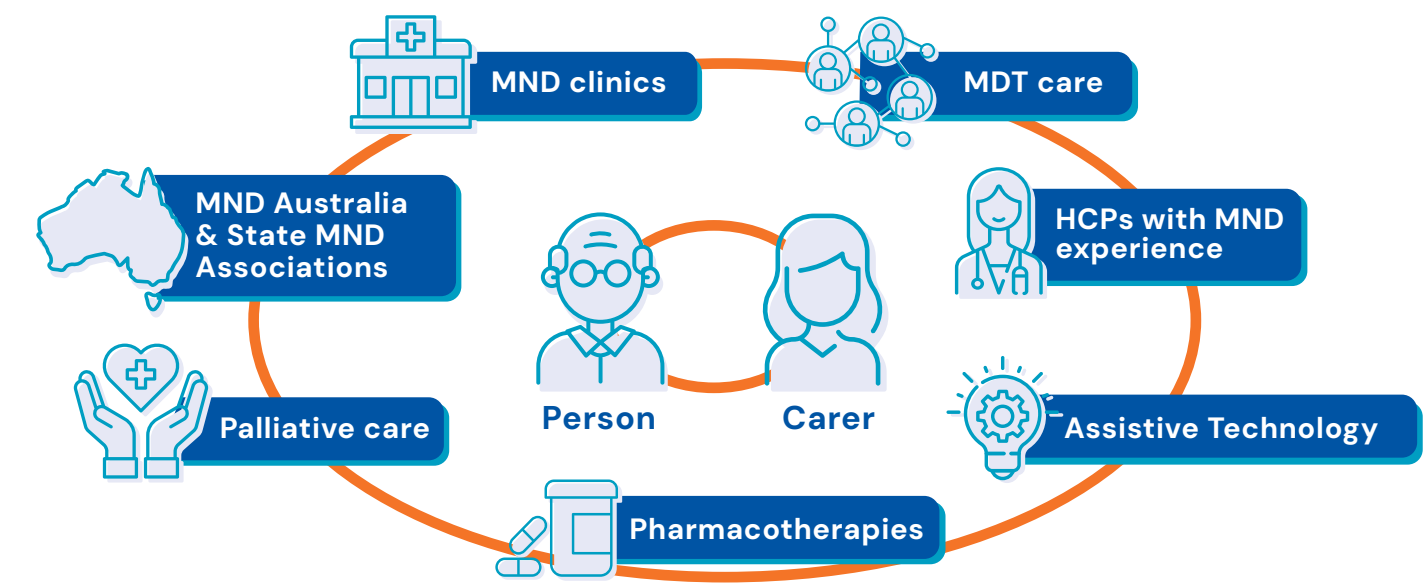 MND clinics
MDT care
MND Australia
& State MND
Associations
HCPs with MND
experience
Person
Carer
Palliative care
Assistive Technology
Pharmacotherapies